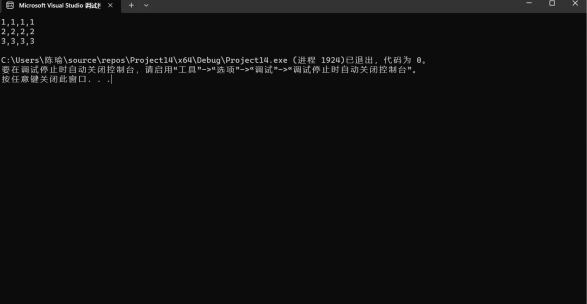 Microsoft Visual Studio 调试
1,1,1,1
2,2,2,2
3,3,3,3
C:\Users\陈瑜\source\repos\Project14\x64\Debug\Project14.exe (进程 1924)已退出，代码为 0。
要在调试停止时自动关闭控制台，请启用“工具”->“选项”->“调试”->“调试停止时自动关闭控制台”。
按任意键关闭此窗口. . .